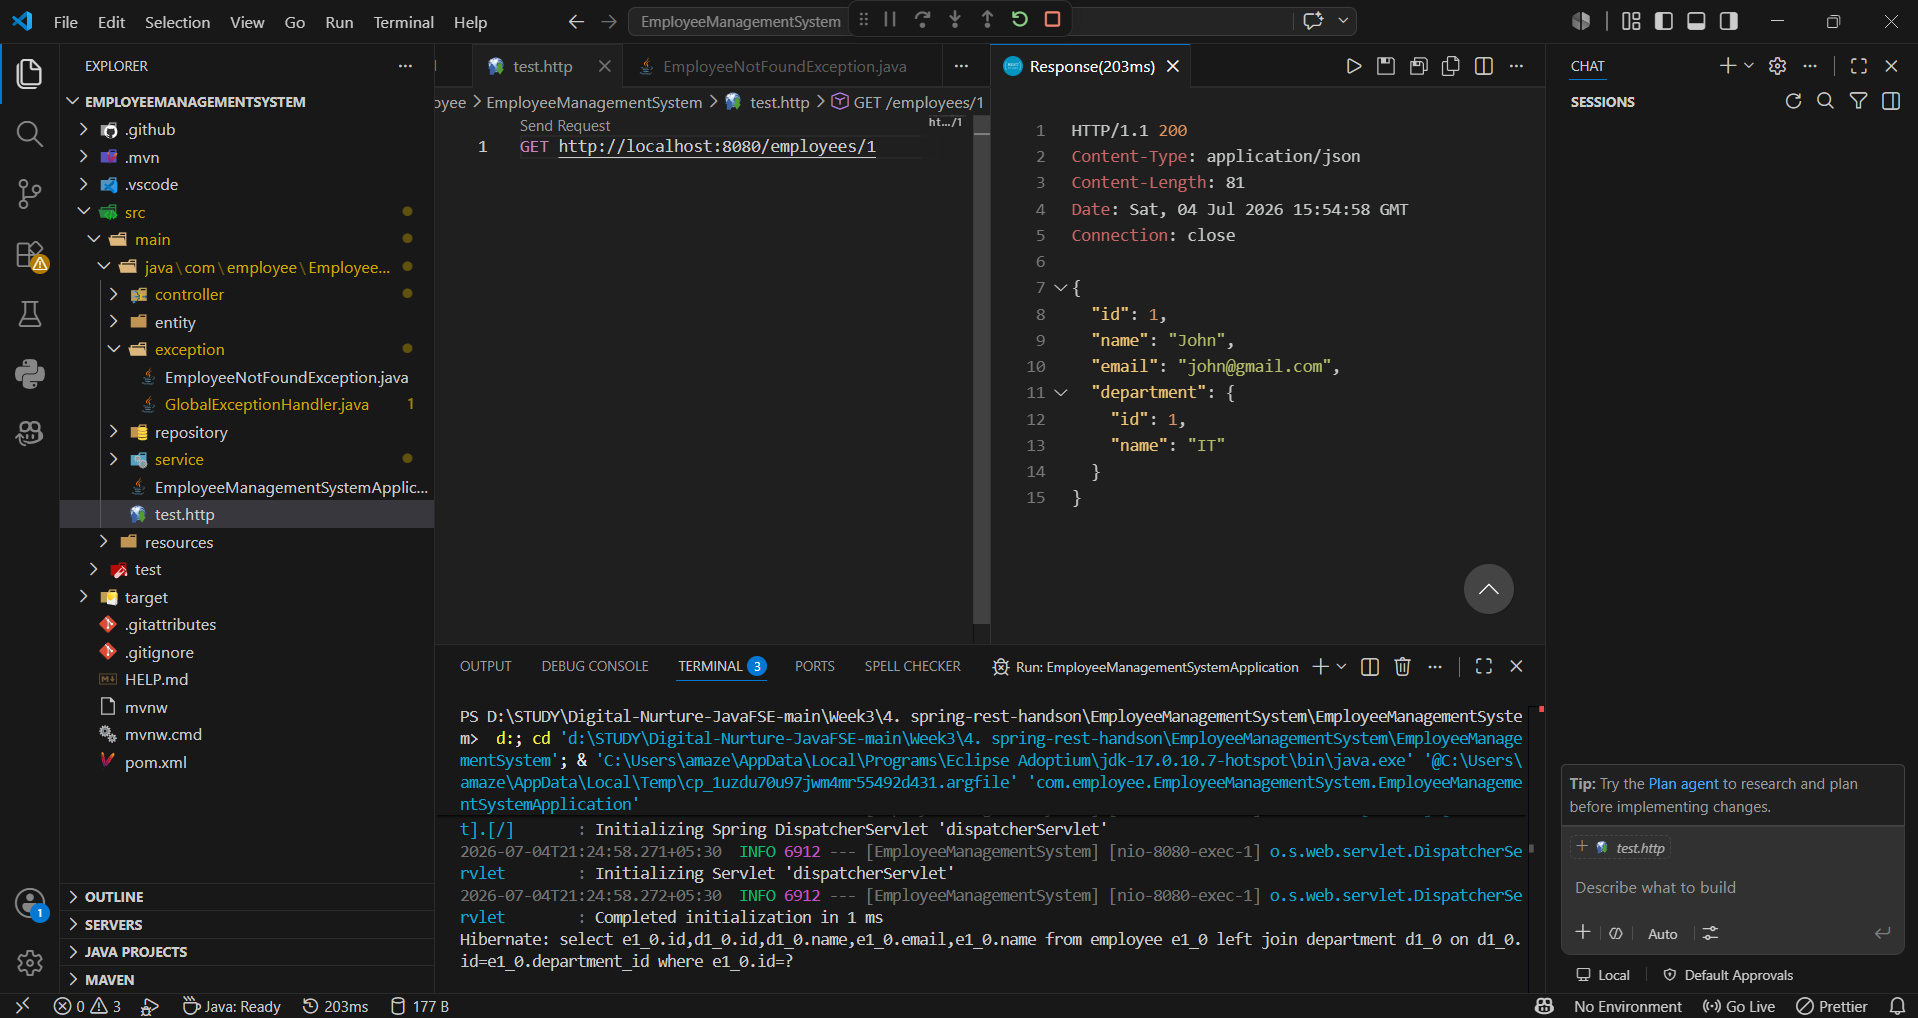 File Edit Selection View Go Run Terminal Help
EmployeeManagementSystem
EXPLORER
EMPLOYEEMANAGEMENTSYSTEM
.github
.mvn
.vscode
src
main
java\com\employee\Employee...
controller
entity
exception
EmployeeNotFoundException.java
GlobalExceptionHandler.java 1
repository
service
EmployeeManagementSystemApplic...
test.http
resources
test
target
.gitattributes
.gitignore
HELP.md
mvnw
mvnw.cmd
pom.xml
OUTLINE
SERVERS
JAVA PROJECTS
MAVEN
test.http
EmployeeNotFoundException.java
oyee > EmployeeManagementSystem > test.http > GET /employees/1
Send Request
1 GET http://localhost:8080/employees/1
ht.../1
Response(203ms)
1 HTTP/1.1 200
2 Content-Type: application/json
3 Content-Length: 81
4 Date: Sat, 04 Jul 2026 15:54:58 GMT
5 Connection: close
6
7 {
8 "id": 1,
9 "name": "John",
10 "email": "john@gmail.com",
11 "department": {
12 "id": 1,
13 "name": "IT"
14 }
15 }
OUTPUT DEBUG CONSOLE TERMINAL 3 PORTS SPELL CHECKER Run: EmployeeManagementSystemApplication
PS D:\STUDY\Digital-Nurture-JavaFSE-main\Week3\4. spring-rest-handson\EmployeeManagementSystem\EmployeeManagementSyste
m> d:; cd 'd:\STUDY\Digital-Nurture-JavaFSE-main\Week3\4. spring-rest-handson\EmployeeManagementSystem\EmployeeManage
mentSystem'; & 'C:\Users\amaze\AppData\Local\Programs\Eclipse Adoptium\jdk-17.0.10.7-hotspot\bin\java.exe' '@C:\Users\
amaze\AppData\Local\Temp\cp_1uzdu70u97jwm4mr55492d431.argfile' 'com.employee.EmployeeManagementSystem.EmployeeManageme
ntSystemApplication'
t].[/] : Initializing Spring DispatcherServlet 'dispatcherServlet'
2026-07-04T21:24:58.271+05:30 INFO 6912 --- [EmployeeManagementSystem] [nio-8080-exec-1] o.s.web.servlet.DispatcherSe
rvlet : Initializing Servlet 'dispatcherServlet'
2026-07-04T21:24:58.272+05:30 INFO 6912 --- [EmployeeManagementSystem] [nio-8080-exec-1] o.s.web.servlet.DispatcherSe
rvlet : Completed initialization in 1 ms
Hibernate: select e1_0.id,d1_0.id,d1_0.name,e1_0.email,e1_0.name from employee e1_0 left join department d1_0 on d1_0.
id=e1_0.department_id where e1_0.id=?
CHAT
SESSIONS
Tip: Try the Plan agent to research and plan
before implementing changes.
test.http
Describe what to build
Auto
Local Default Approvals
1
0 3 Java: Ready 203ms 177 B No Environment Go Live Prettier